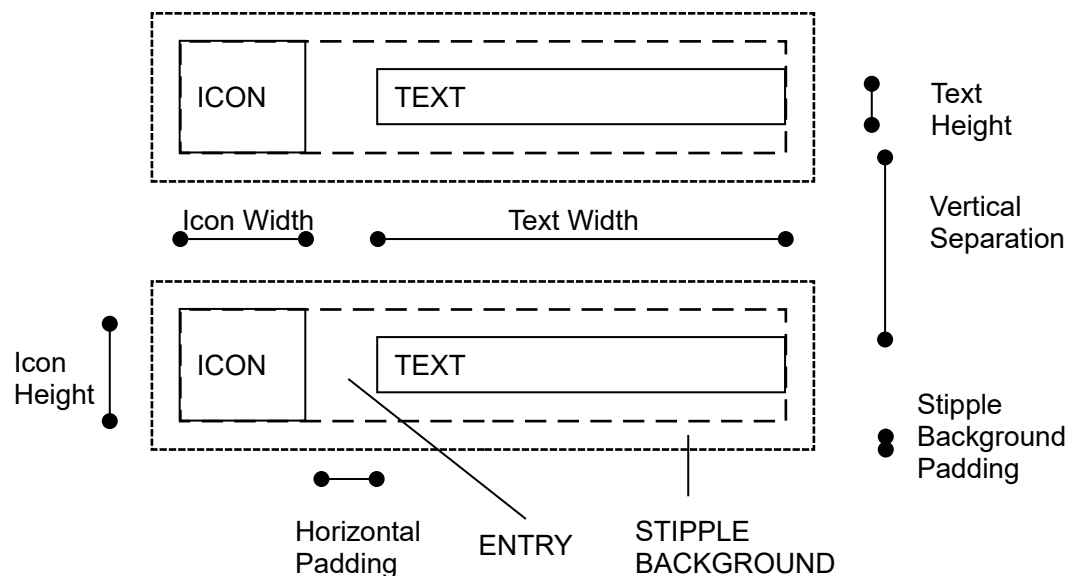 ICON
TEXT
Text
Height
Icon Width
Text Width
Vertical
Separation
ICON
TEXT
Icon
Height
Stipple
Background
Padding
Horizontal
Padding
ENTRY
STIPPLE
BACKGROUND